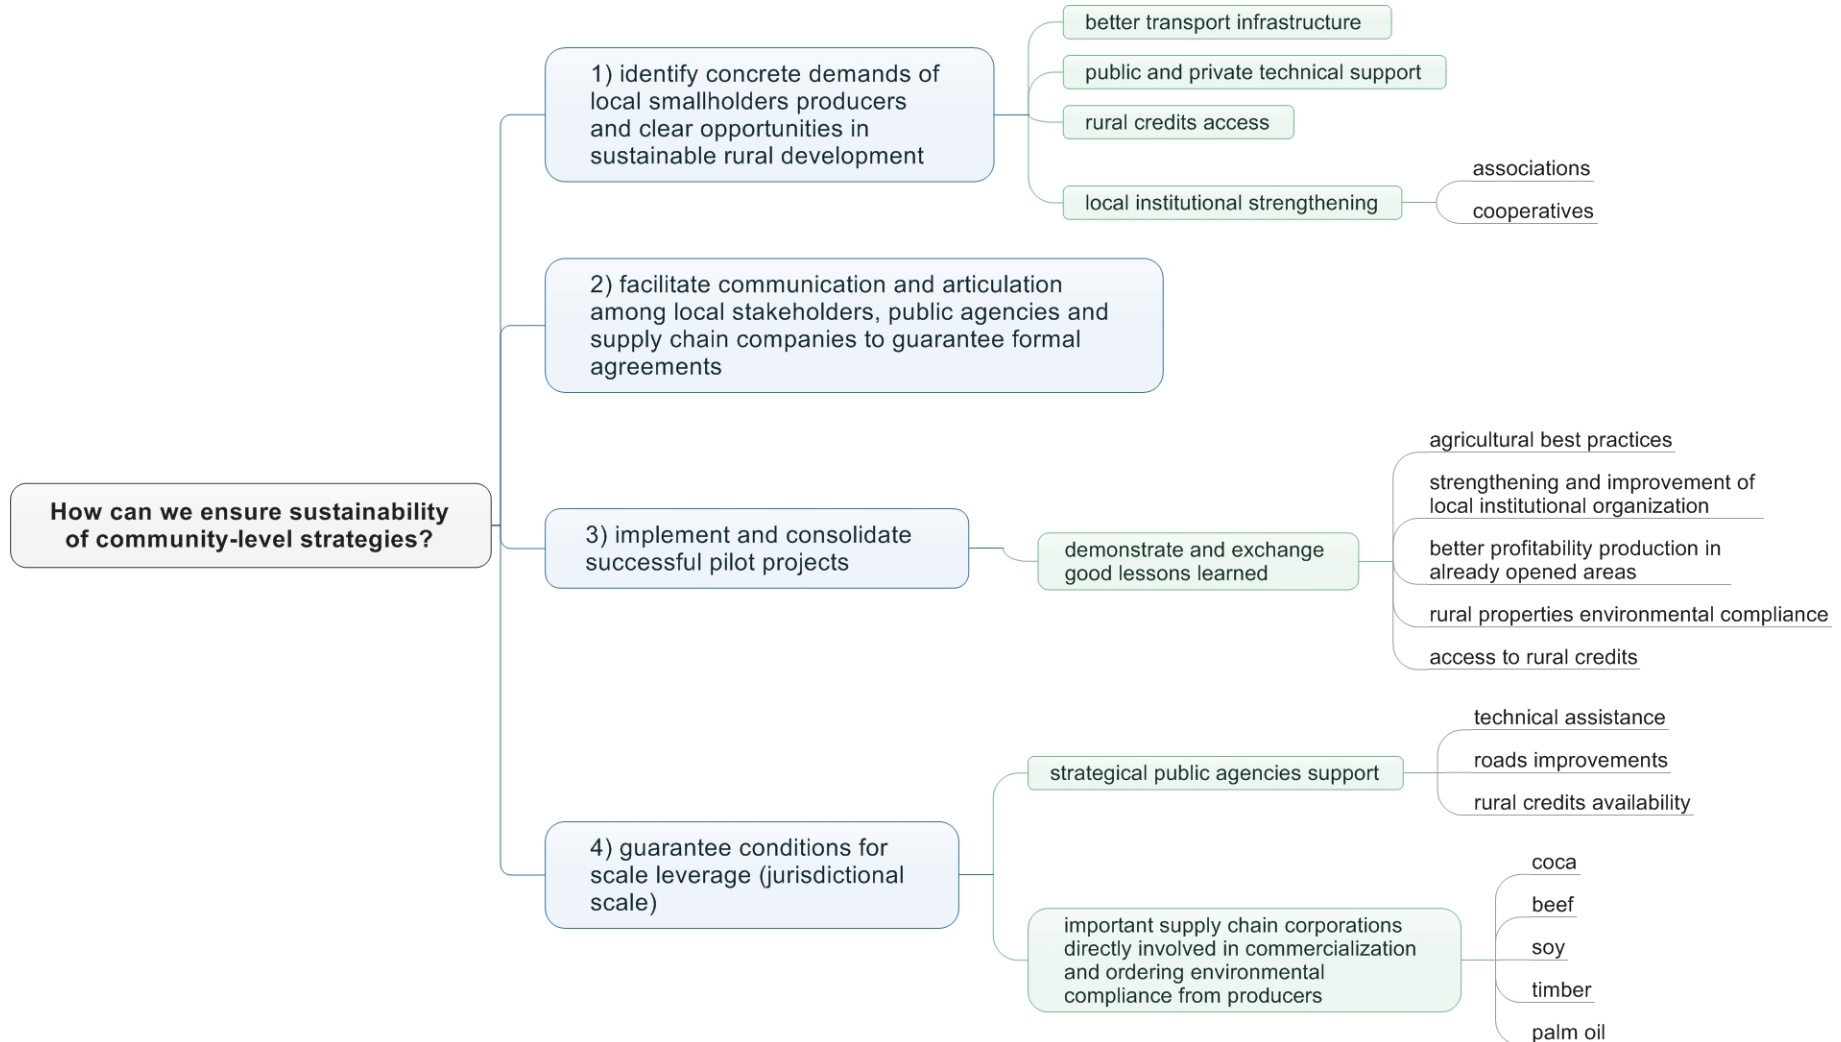 How can we ensure sustainability
of community-level strategies?
1) identify concrete demands of
local smallholders producers
and clear opportunities in
sustainable rural development
better transport infrastructure
public and private technical support
rural credits access
local institutional strengthening
associations
cooperatives
2) facilitate communication and articulation
among local stakeholders, public agencies and
supply chain companies to guarantee formal
agreements
3) implement and consolidate
successful pilot projects
demonstrate and exchange
good lessons learned
agricultural best practices
strengthening and improvement of
local institutional organization
better profitability production in
already opened areas
rural properties environmental compliance
access to rural credits
4) guarantee conditions for
scale leverage (jurisdictional
scale)
strategical public agencies support
technical assistance
roads improvements
rural credits availability
important supply chain corporations
directly involved in commercialization
and ordering environmental
compliance from producers
coca
beef
soy
timber
palm oil